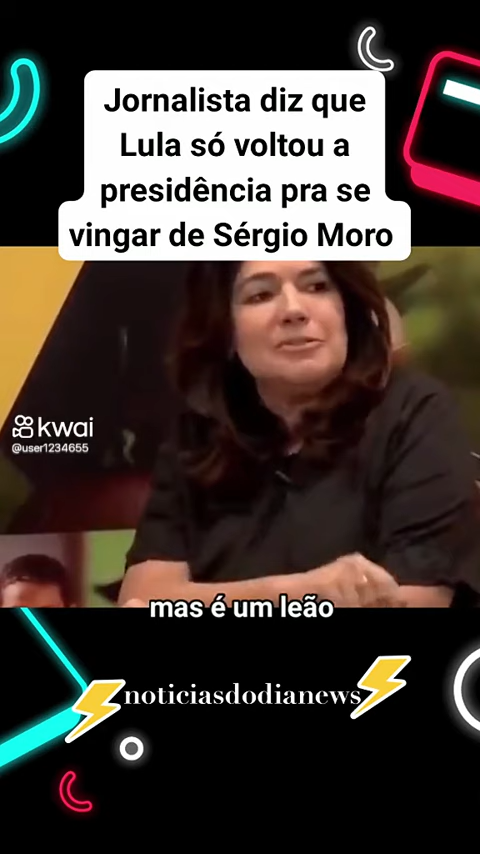 Jornalista diz que
Lula só voltou a
presidência pra se
vingar de Sérgio Moro
kwai
@user1234655
mas é um leão
noticiasdodianews